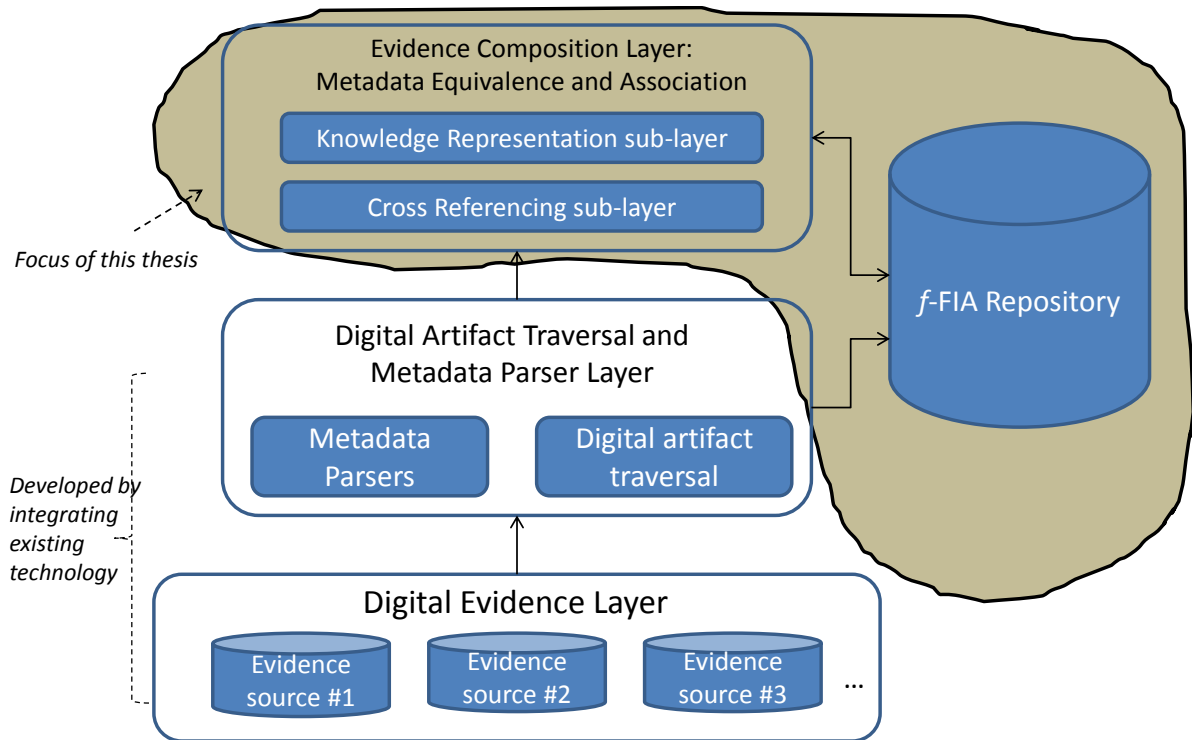 Evidence Composition Layer:
Metadata Equivalence and Association
Knowledge Representation sub-layer
Cross Referencing sub-layer
Focus of this thesis
f-FIA Repository
Digital Artifact Traversal and
Metadata Parser Layer
Metadata
Parsers
Digital artifact
traversal
Developed by
integrating
existing
technology
Digital Evidence Layer
Evidence
source #1
Evidence
source #2
Evidence
source #3
...